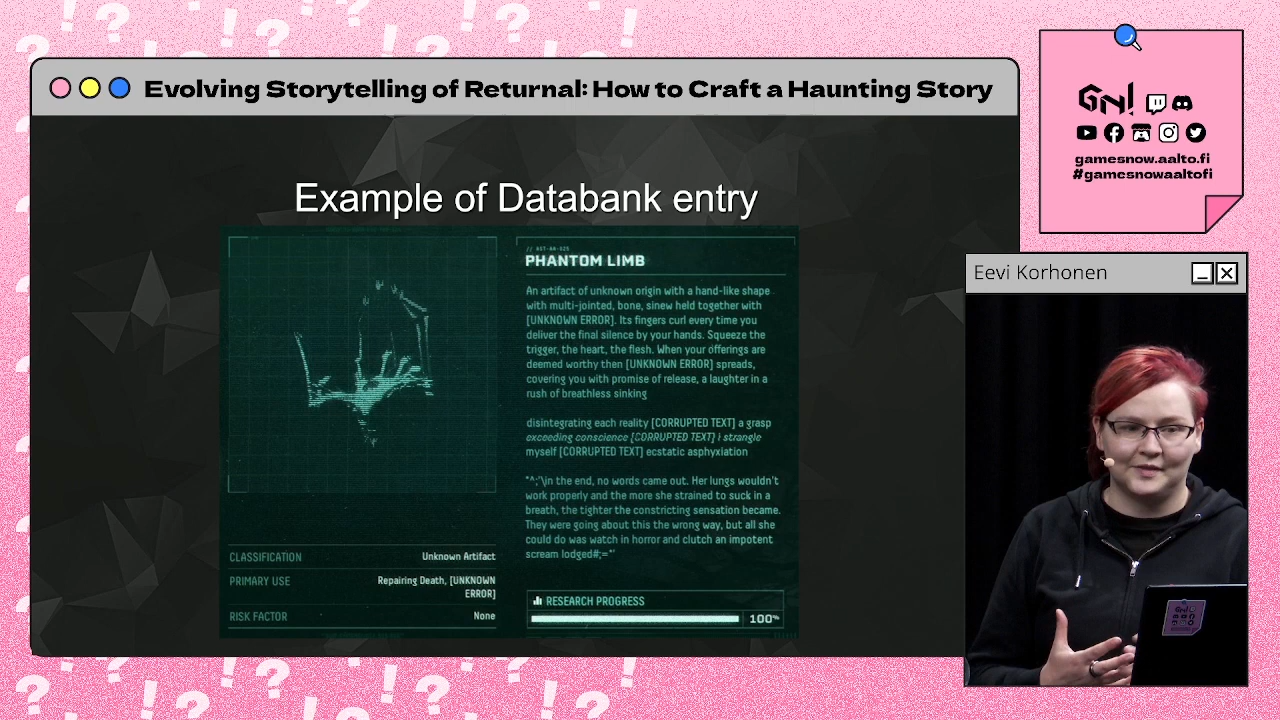 Evolving Storytelling of Returnal: How to Craft a Haunting Story
GN!
gamesnow.aalto.fi
#gamesnowaaltofi
Eevi Korhonen
Example of Databank entry
PHANTOM LIMB
An artifact of unknown origin with a hand-like shape
with multi-jointed, bone, sinew held together with
[UNKNOWN ERROR]. Its fingers curl every time you
deliver the final silence by your hands. Squeeze the
trigger, the heart, the flesh. When your offerings are
deemed worthy then [UNKNOWN ERROR] spreads,
covering you with promise of release, a laughter in a
rush of breathless sinking
disintegrating each reality [CORRUPTED TEXT] a grasp
exceeding conscience [CORRUPTED TEXT] I strangle
myself [CORRUPTED TEXT] ecstatic asphyxiation
"^;'\in the end, no words came out. Her lungs wouldn't
work properly and the more she strained to suck in a
breath, the tighter the constricting sensation became.
They were going about this the wrong way, but all she
could do was watch in horror and clutch an impotent
scream lodged#;="'
CLASSIFICATION Unknown Artifact
PRIMARY USE Repairing Death, [UNKNOWN
ERROR]
RISK FACTOR None
RESEARCH PROGRESS
100%